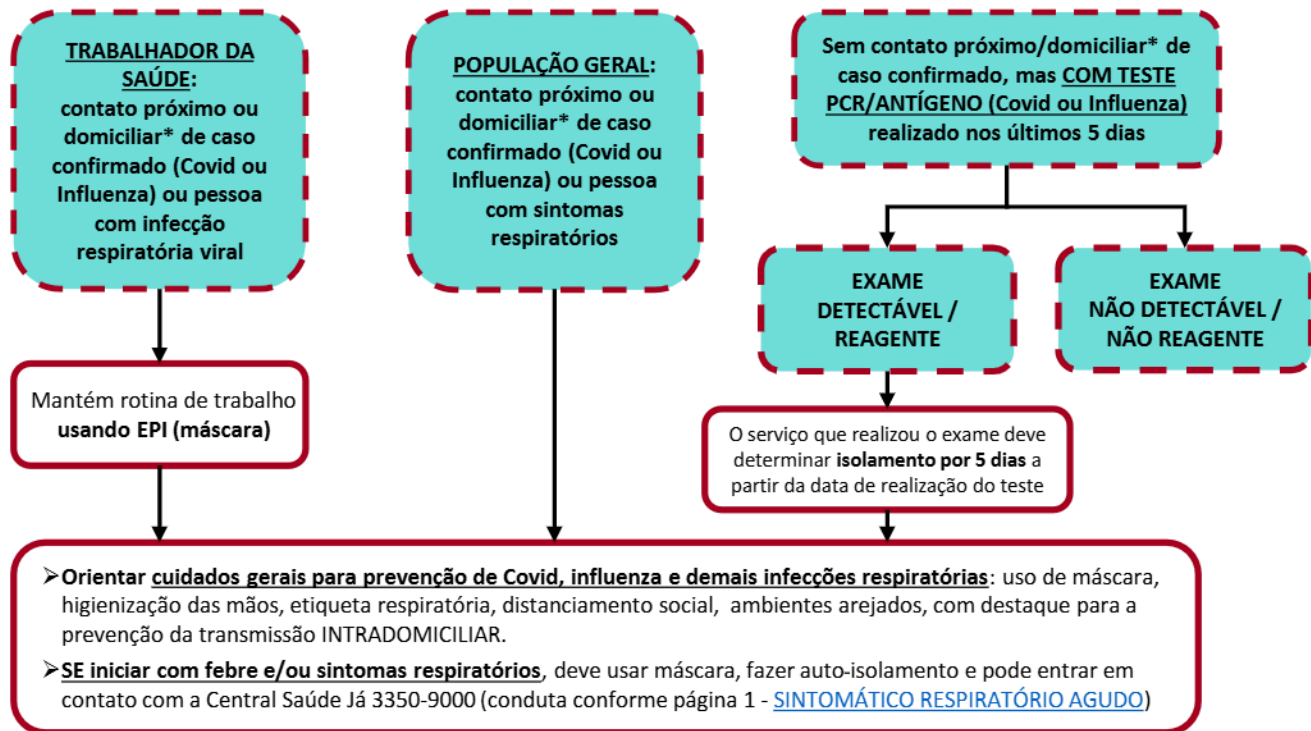 TRABALHADOR DA
SAÚDE:
contato próximo ou
domiciliar* de caso
confirmado (Covid ou
Influenza) ou pessoa
com infecção
respiratória viral
POPULAÇÃO GERAL:
contato próximo ou
domiciliar* de caso
confirmado (Covid ou
Influenza) ou pessoa
com sintomas
respiratórios
Sem contato próximo/domiciliar* de
caso confirmado, mas COM TESTE
PCR/ANTÍGENO (Covid ou Influenza)
realizado nos últimos 5 dias
EXAME
DETECTÁVEL /
REAGENTE
EXAME
NÃO DETECTÁVEL /
NÃO REAGENTE
Mantém rotina de trabalho
usando EPI (máscara)
O serviço que realizou o exame deve
determinar isolamento por 5 dias a
partir da data de realização do teste
➢Orientar cuidados gerais para prevenção de Covid, influenza e demais infecções respiratórias: uso de máscara,
higienização das mãos, etiqueta respiratória, distanciamento social, ambientes arejados, com destaque para a
prevenção da transmissão INTRADOMICILIAR.
➢SE iniciar com febre e/ou sintomas respiratórios, deve usar máscara, fazer auto-isolamento e pode entrar em
contato com a Central Saúde Já 3350-9000 (conduta conforme página 1 - SINTOMÁTICO RESPIRATÓRIO AGUDO)